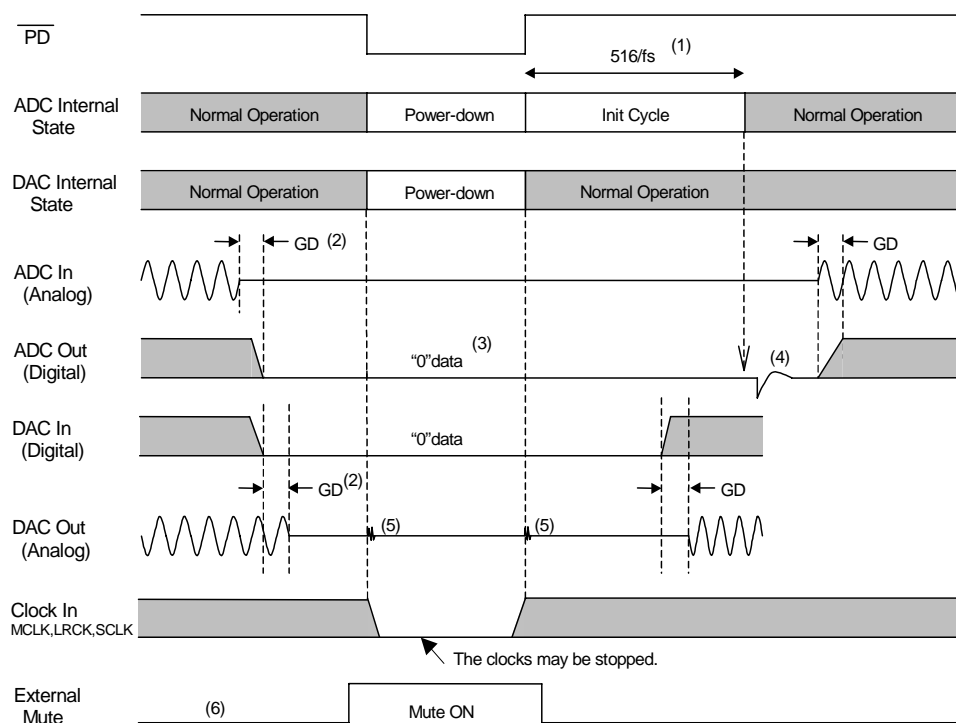 PD
516/fs (1)
ADC Internal
State
Normal Operation Power-down Init Cycle Normal Operation
DAC Internal
State
Normal Operation Power-down Normal Operation
GD (2) GD
ADC In
(Analog)
ADC Out
(Digital)
“0”data (3) (4)
DAC In
(Digital)
“0”data
GD (2) GD
DAC Out
(Analog)
(5) (5)
Clock In
MCLK,LRCK,SCLK
The clocks may be stopped.
External
Mute
(6) Mute ON